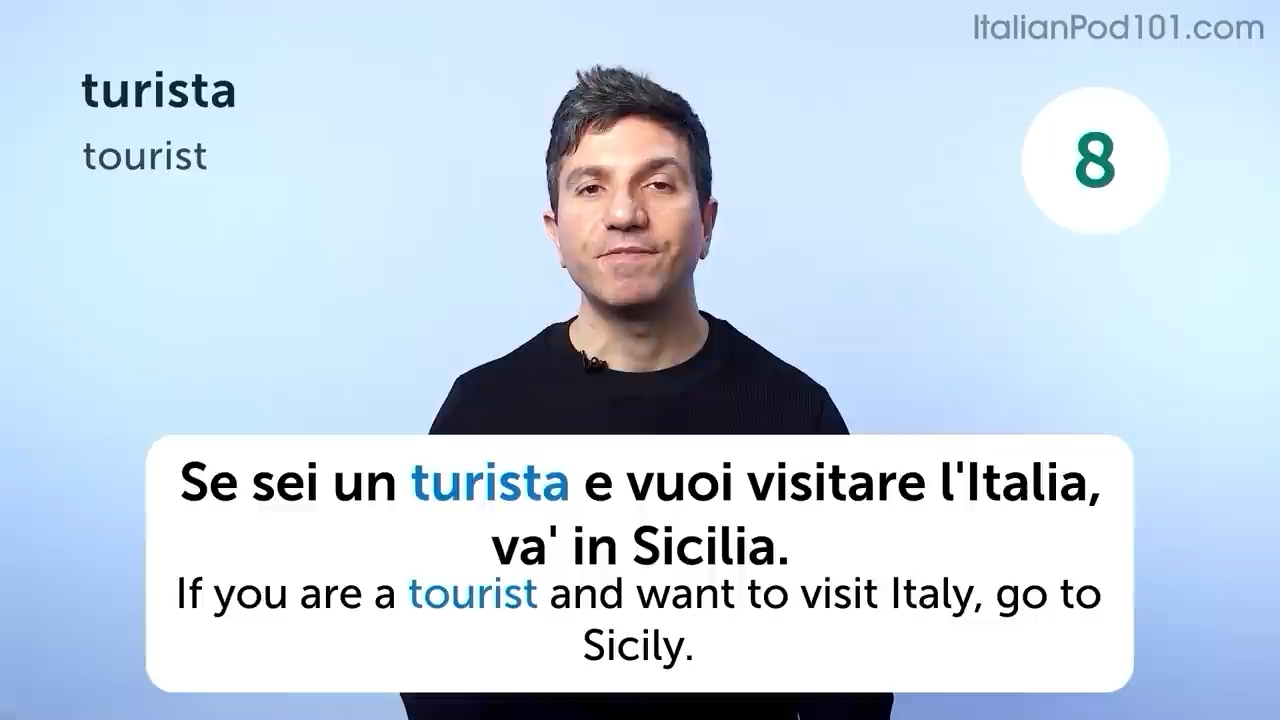 ItalianPod101.com
turista
tourist
8
Se sei un turista e vuoi visitare l'Italia,
va' in Sicilia.
If you are a tourist and want to visit Italy, go to
Sicily.